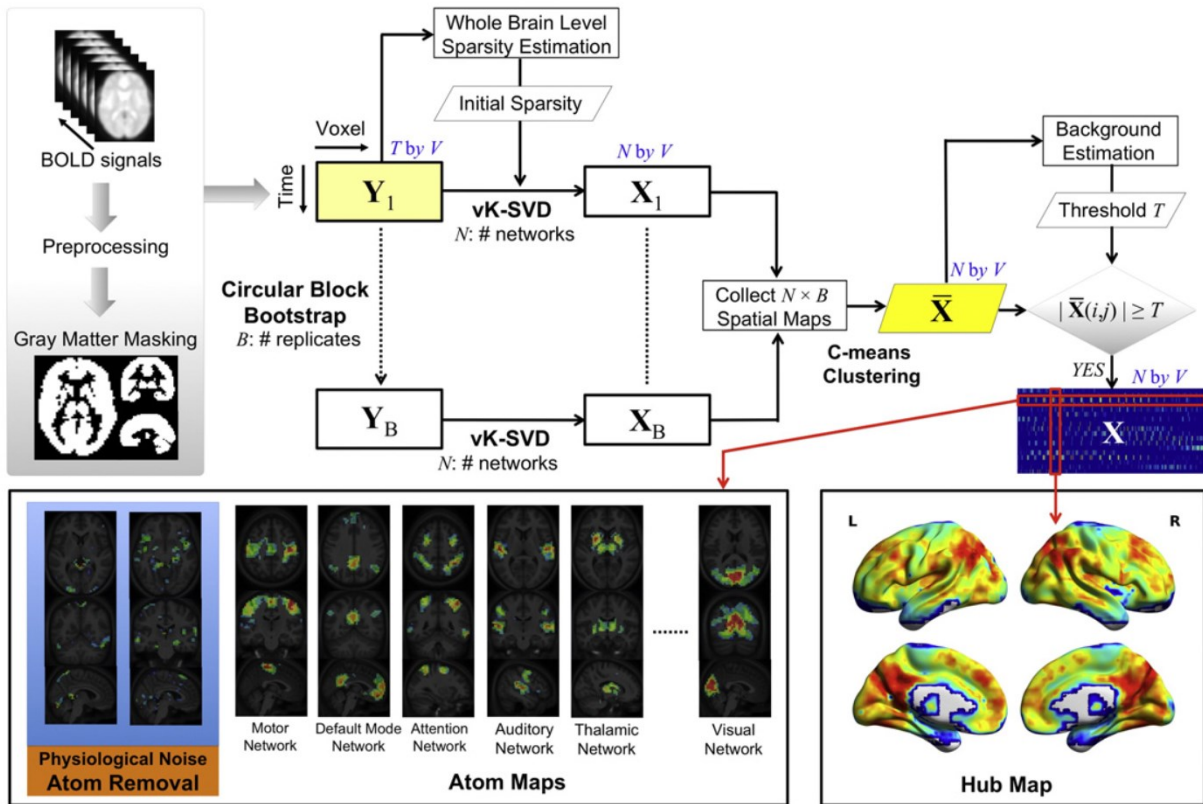 BOLD signals
Preprocessing
Gray Matter Masking
Whole Brain Level
Sparsity Estimation
Initial Sparsity
Voxel
Time
T by V
Y1
vK-SVD
N: # networks
N by V
X1
Circular Block
Bootstrap
B: # replicates
YB
vK-SVD
N: # networks
XB
Collect N × B
Spatial Maps
C-means
Clustering
N by V
X̅
Background
Estimation
Threshold T
| X̅(i,j) | ≥ T
YES
N by V
X
Physiological Noise
Atom Removal
Motor
Network
Default Mode
Network
Attention
Network
Auditory
Network
Thalamic
Network
.......
Visual
Network
Atom Maps
L
R
Hub Map